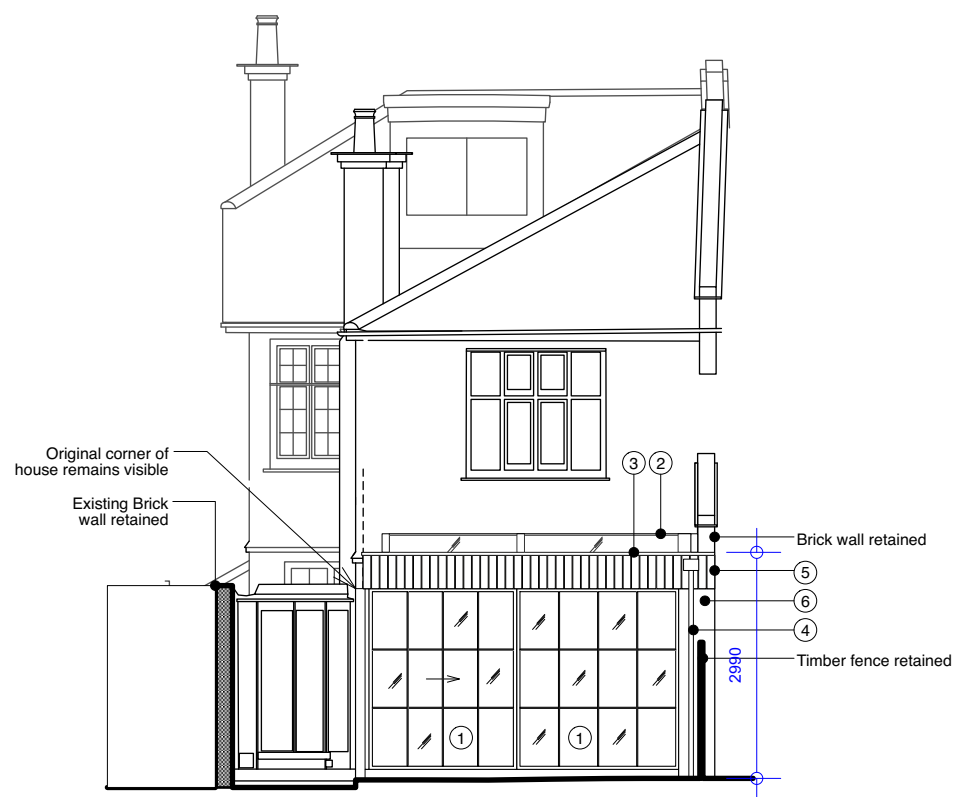 Original corner of
house remains visible
Existing Brick
wall retained
3 2
Brick wall retained
5
6
4
Timber fence retained
2990
1 1